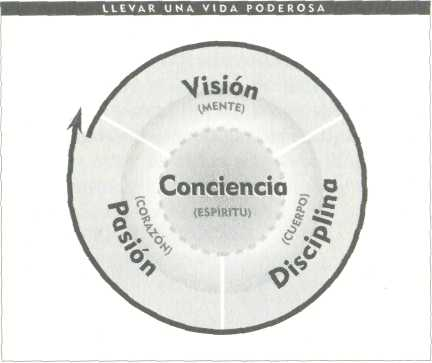 LLEVAR UNA VIDA PODEROSA
Visión
(MENTE)
Conciencia
(ESPÍRITU)
Pasión
(CORAZÓN)
Disciplina
(CUERPO)